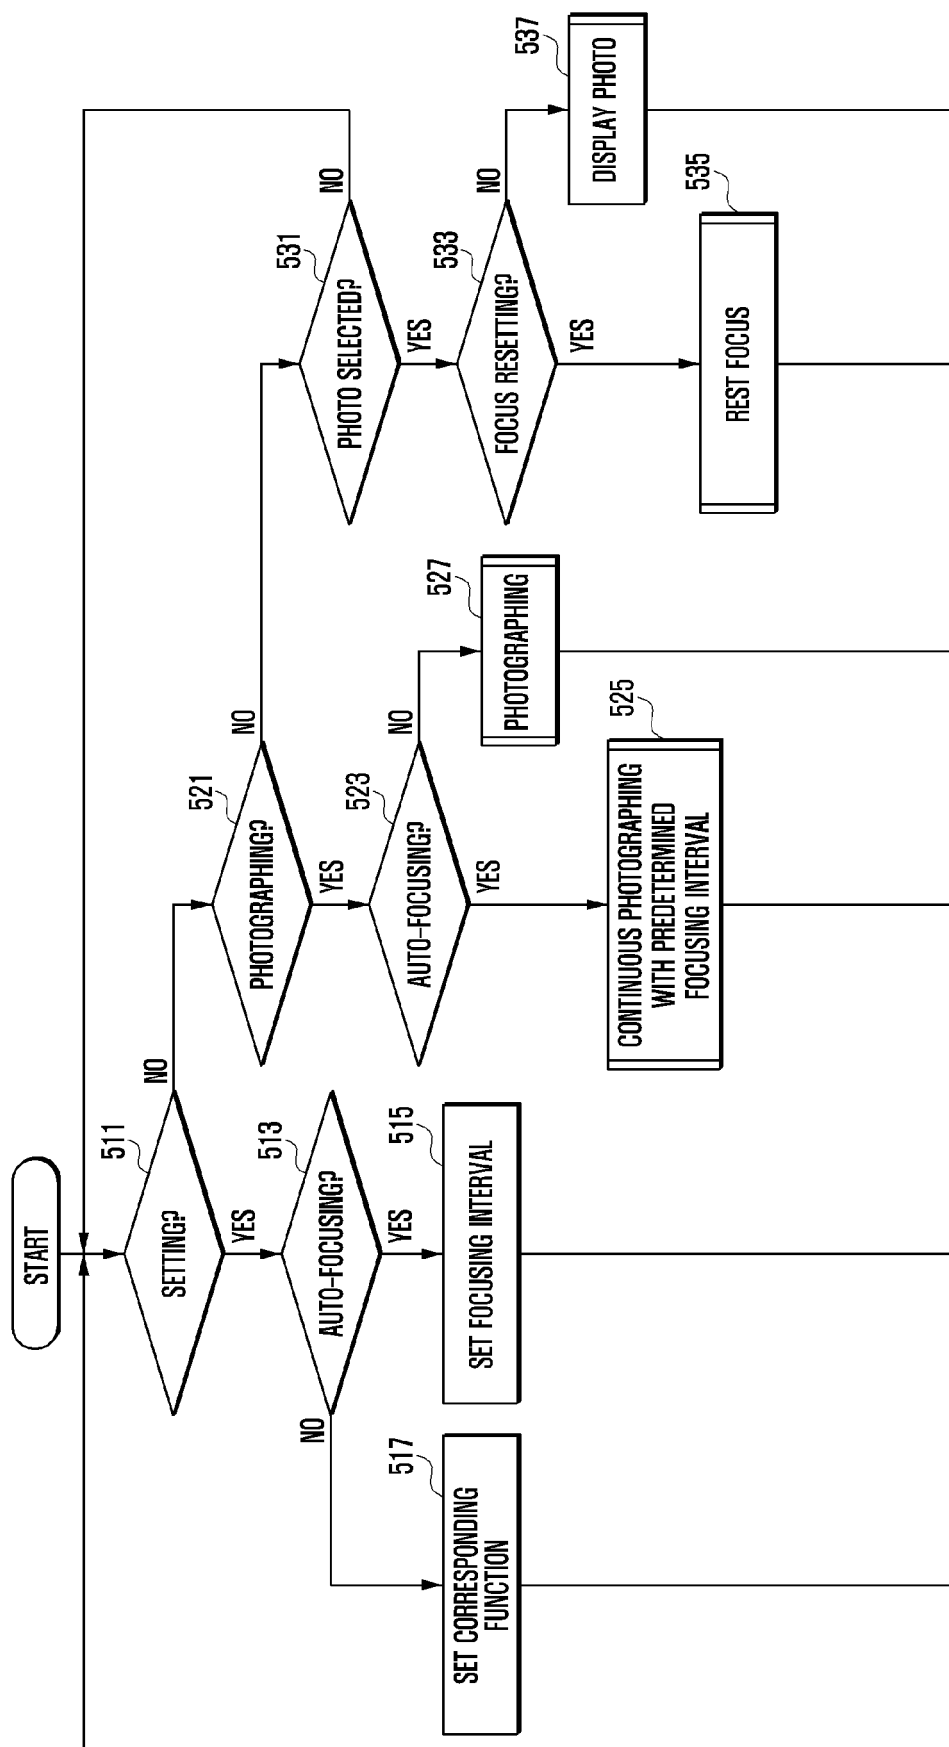 START
511
SETTING?
NO
YES
513
AUTO-FOCUSING?
NO
YES
515
SET FOCUSING INTERVAL
517
SET CORRESPONDING
FUNCTION
521
PHOTOGRAPHING?
NO
YES
523
AUTO-FOCUSING?
NO
YES
525
CONTINUOUS PHOTOGRAPHING
WITH PREDETERMINED
FOCUSING INTERVAL
527
PHOTOGRAPHING
531
PHOTO SELECTED?
NO
YES
533
FOCUS RESETTING?
NO
YES
535
REST FOCUS
537
DISPLAY PHOTO